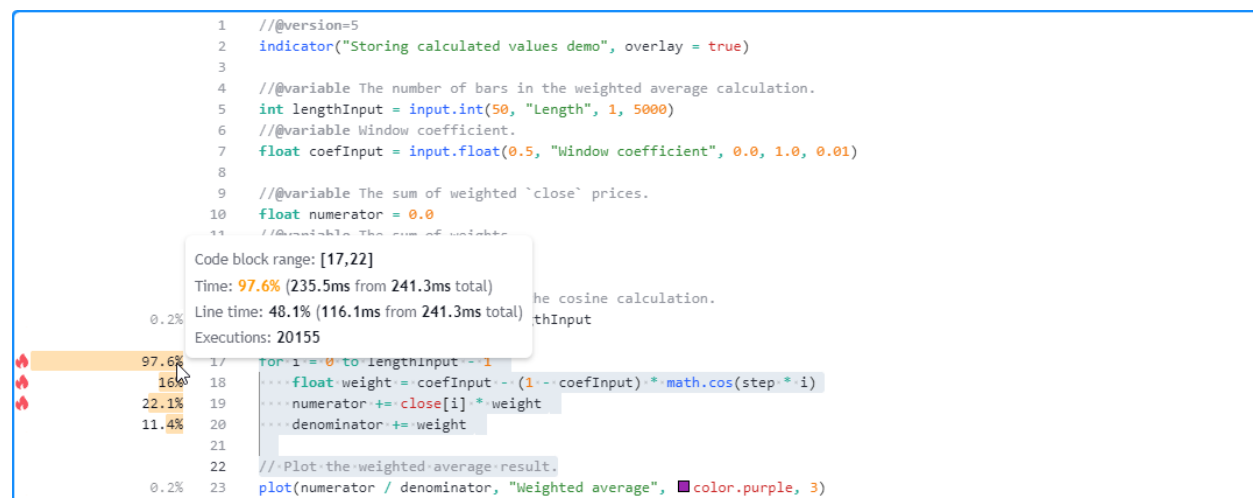 1 //@version=5
2 indicator("Storing calculated values demo", overlay = true)
3
4 //@variable The number of bars in the weighted average calculation.
5 int lengthInput = input.int(50, "Length", 1, 5000)
6 //@variable Window coefficient.
7 float coefInput = input.float(0.5, "Window coefficient", 0.0, 1.0, 0.01)
8
9 //@variable The sum of weighted `close` prices.
10 float numerator = 0.0
11 //@variable The sum of weights
Code block range: [17,22]
Time: 97.6% (235.5ms from 241.3ms total)
he cosine calculation.
Line time: 48.1% (116.1ms from 241.3ms total)
0.2% thInput
Executions: 20155
97.6% 17 for i = 0 to lengthInput - 1
16% 18 float weight = coefInput - (1 - coefInput) * math.cos(step * i)
22.1% 19 numerator += close[i] * weight
11.4% 20 denominator += weight
21
22 // Plot the weighted average result.
0.2% 23 plot(numerator / denominator, "Weighted average", color.purple, 3)